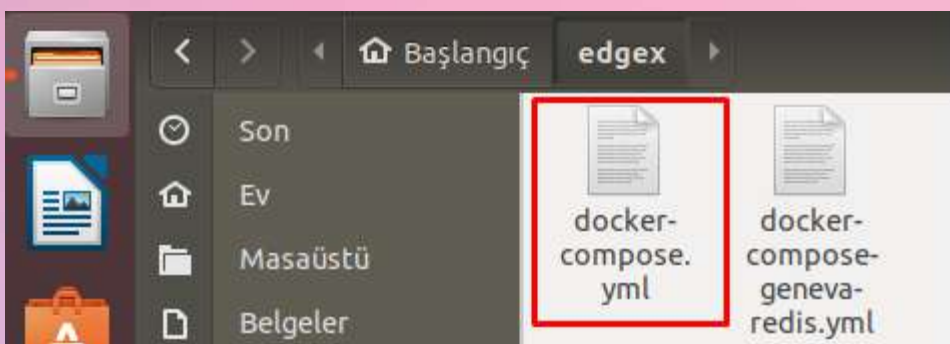 Başlangıç edgex
Son
Ev
Masaüstü
Belgeler
docker-
compose.
yml
docker-
compose-
geneva-
redis.yml